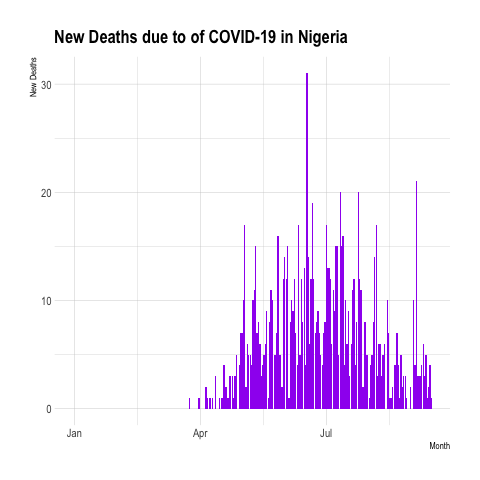 New Deaths due to of COVID-19 in Nigeria
New Deaths
30
20
10
0
Jan Apr Jul
Month